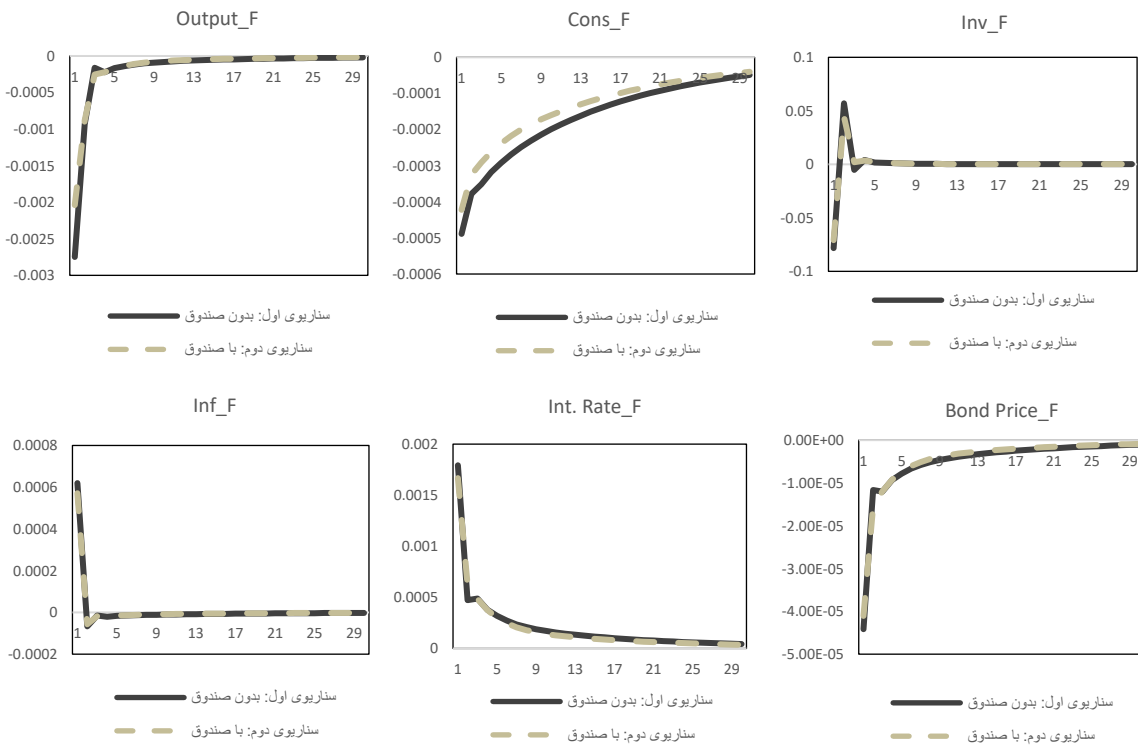 Output_F
0
-0.0005
-0.001
-0.0015
-0.002
-0.0025
-0.003
1 5 9 13 17 21 25 29
سناریوی اول: بدون صندوق
سناریوی دوم: با صندوق
Cons_F
0
-0.0001
-0.0002
-0.0003
-0.0004
-0.0005
-0.0006
1 5 9 13 17 21 25 29
سناریوی اول: بدون صندوق
سناریوی دوم: با صندوق
Inv_F
0.1
0.05
0
-0.05
-0.1
1 5 9 13 17 21 25 29
سناریوی اول: بدون صندوق
سناریوی دوم: با صندوق
Inf_F
0.0008
0.0006
0.0004
0.0002
0
-0.0002
1 5 9 13 17 21 25 29
سناریوی اول: بدون صندوق
سناریوی دوم: با صندوق
Int. Rate_F
0.002
0.0015
0.001
0.0005
0
1 5 9 13 17 21 25 29
سناریوی اول: بدون صندوق
سناریوی دوم: با صندوق
Bond Price_F
0.00E+00
-1.00E-05
-2.00E-05
-3.00E-05
-4.00E-05
-5.00E-05
1 5 9 13 17 21 25 29
سناریوی اول: بدون صندوق
سناریوی دوم: با صندوق